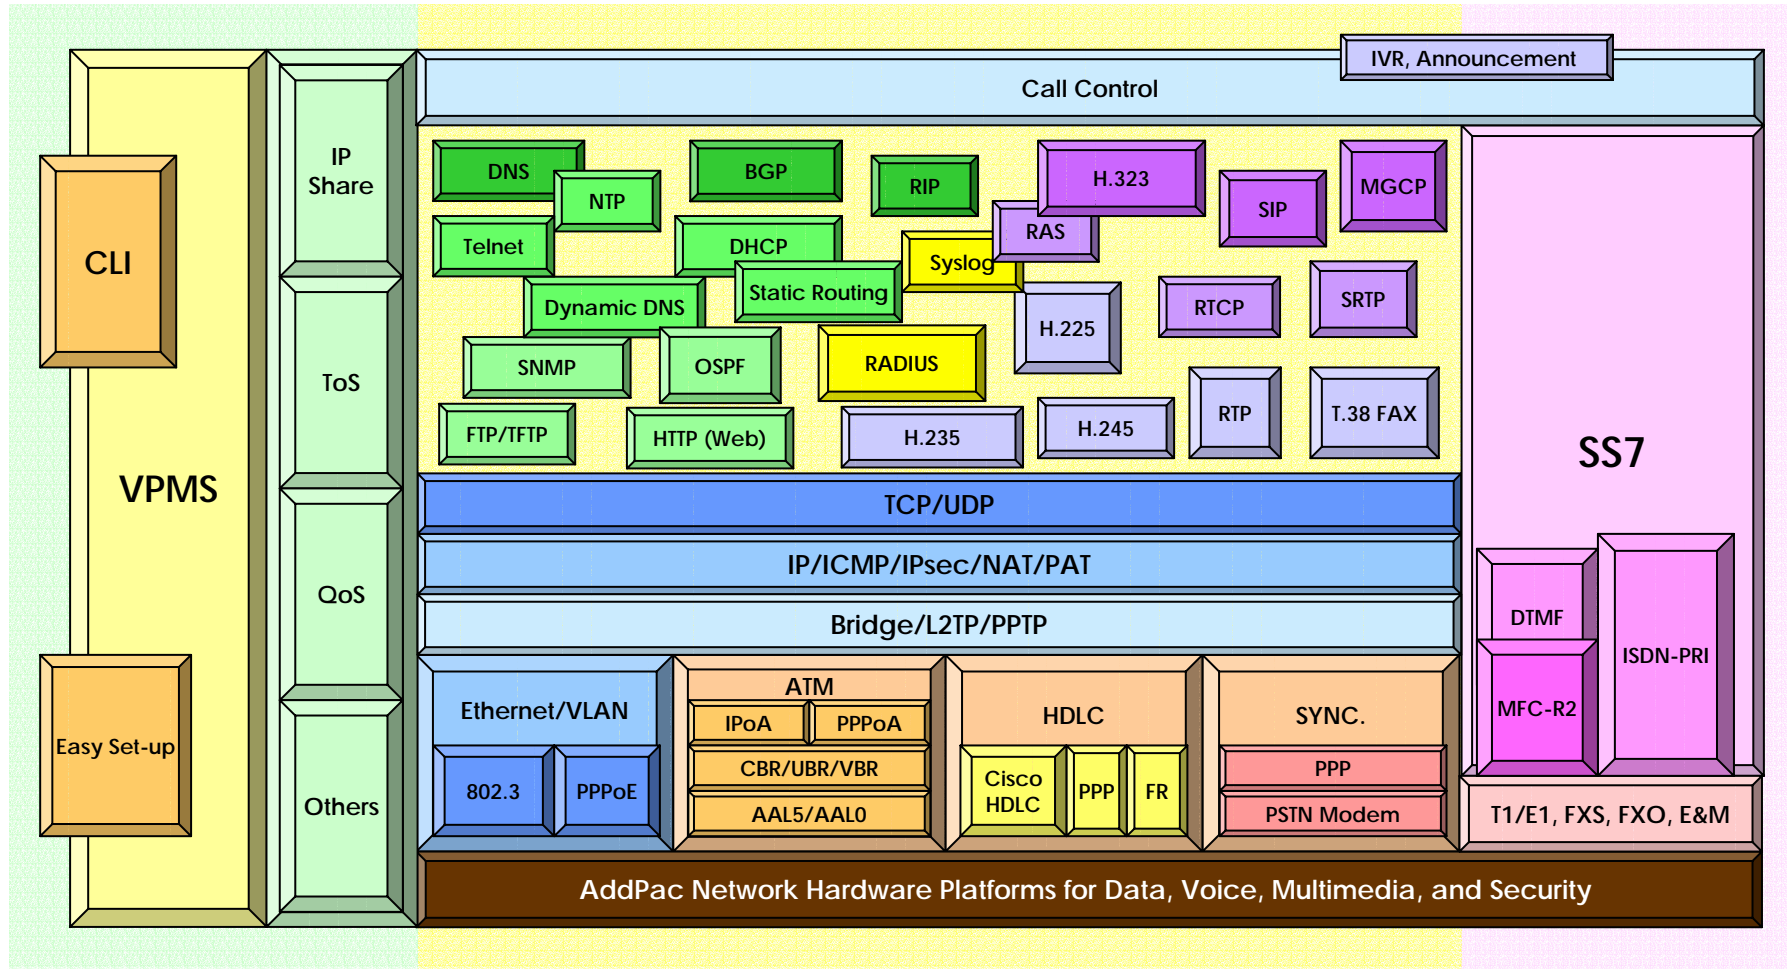 IVR, Announcement
Call Control
VPMS
CLI
Easy Set-up
IP
Share
ToS
QoS
Others
DNS
NTP
BGP
RIP
H.323
RAS
SIP
MGCP
Telnet
DHCP
Syslog
Static Routing
Dynamic DNS
H.225
RTCP
SRTP
SNMP
OSPF
RADIUS
FTP/TFTP
HTTP (Web)
H.235
H.245
RTP
T.38 FAX
SS7
TCP/UDP
IP/ICMP/IPsec/NAT/PAT
Bridge/L2TP/PPTP
DTMF
ISDN-PRI
MFC-R2
Ethernet/VLAN
802.3
PPPoE
ATM
IPoA
PPPoA
CBR/UBR/VBR
AAL5/AAL0
HDLC
Cisco
HDLC
PPP
FR
SYNC.
PPP
PSTN Modem
T1/E1, FXS, FXO, E&M
AddPac Network Hardware Platforms for Data, Voice, Multimedia, and Security